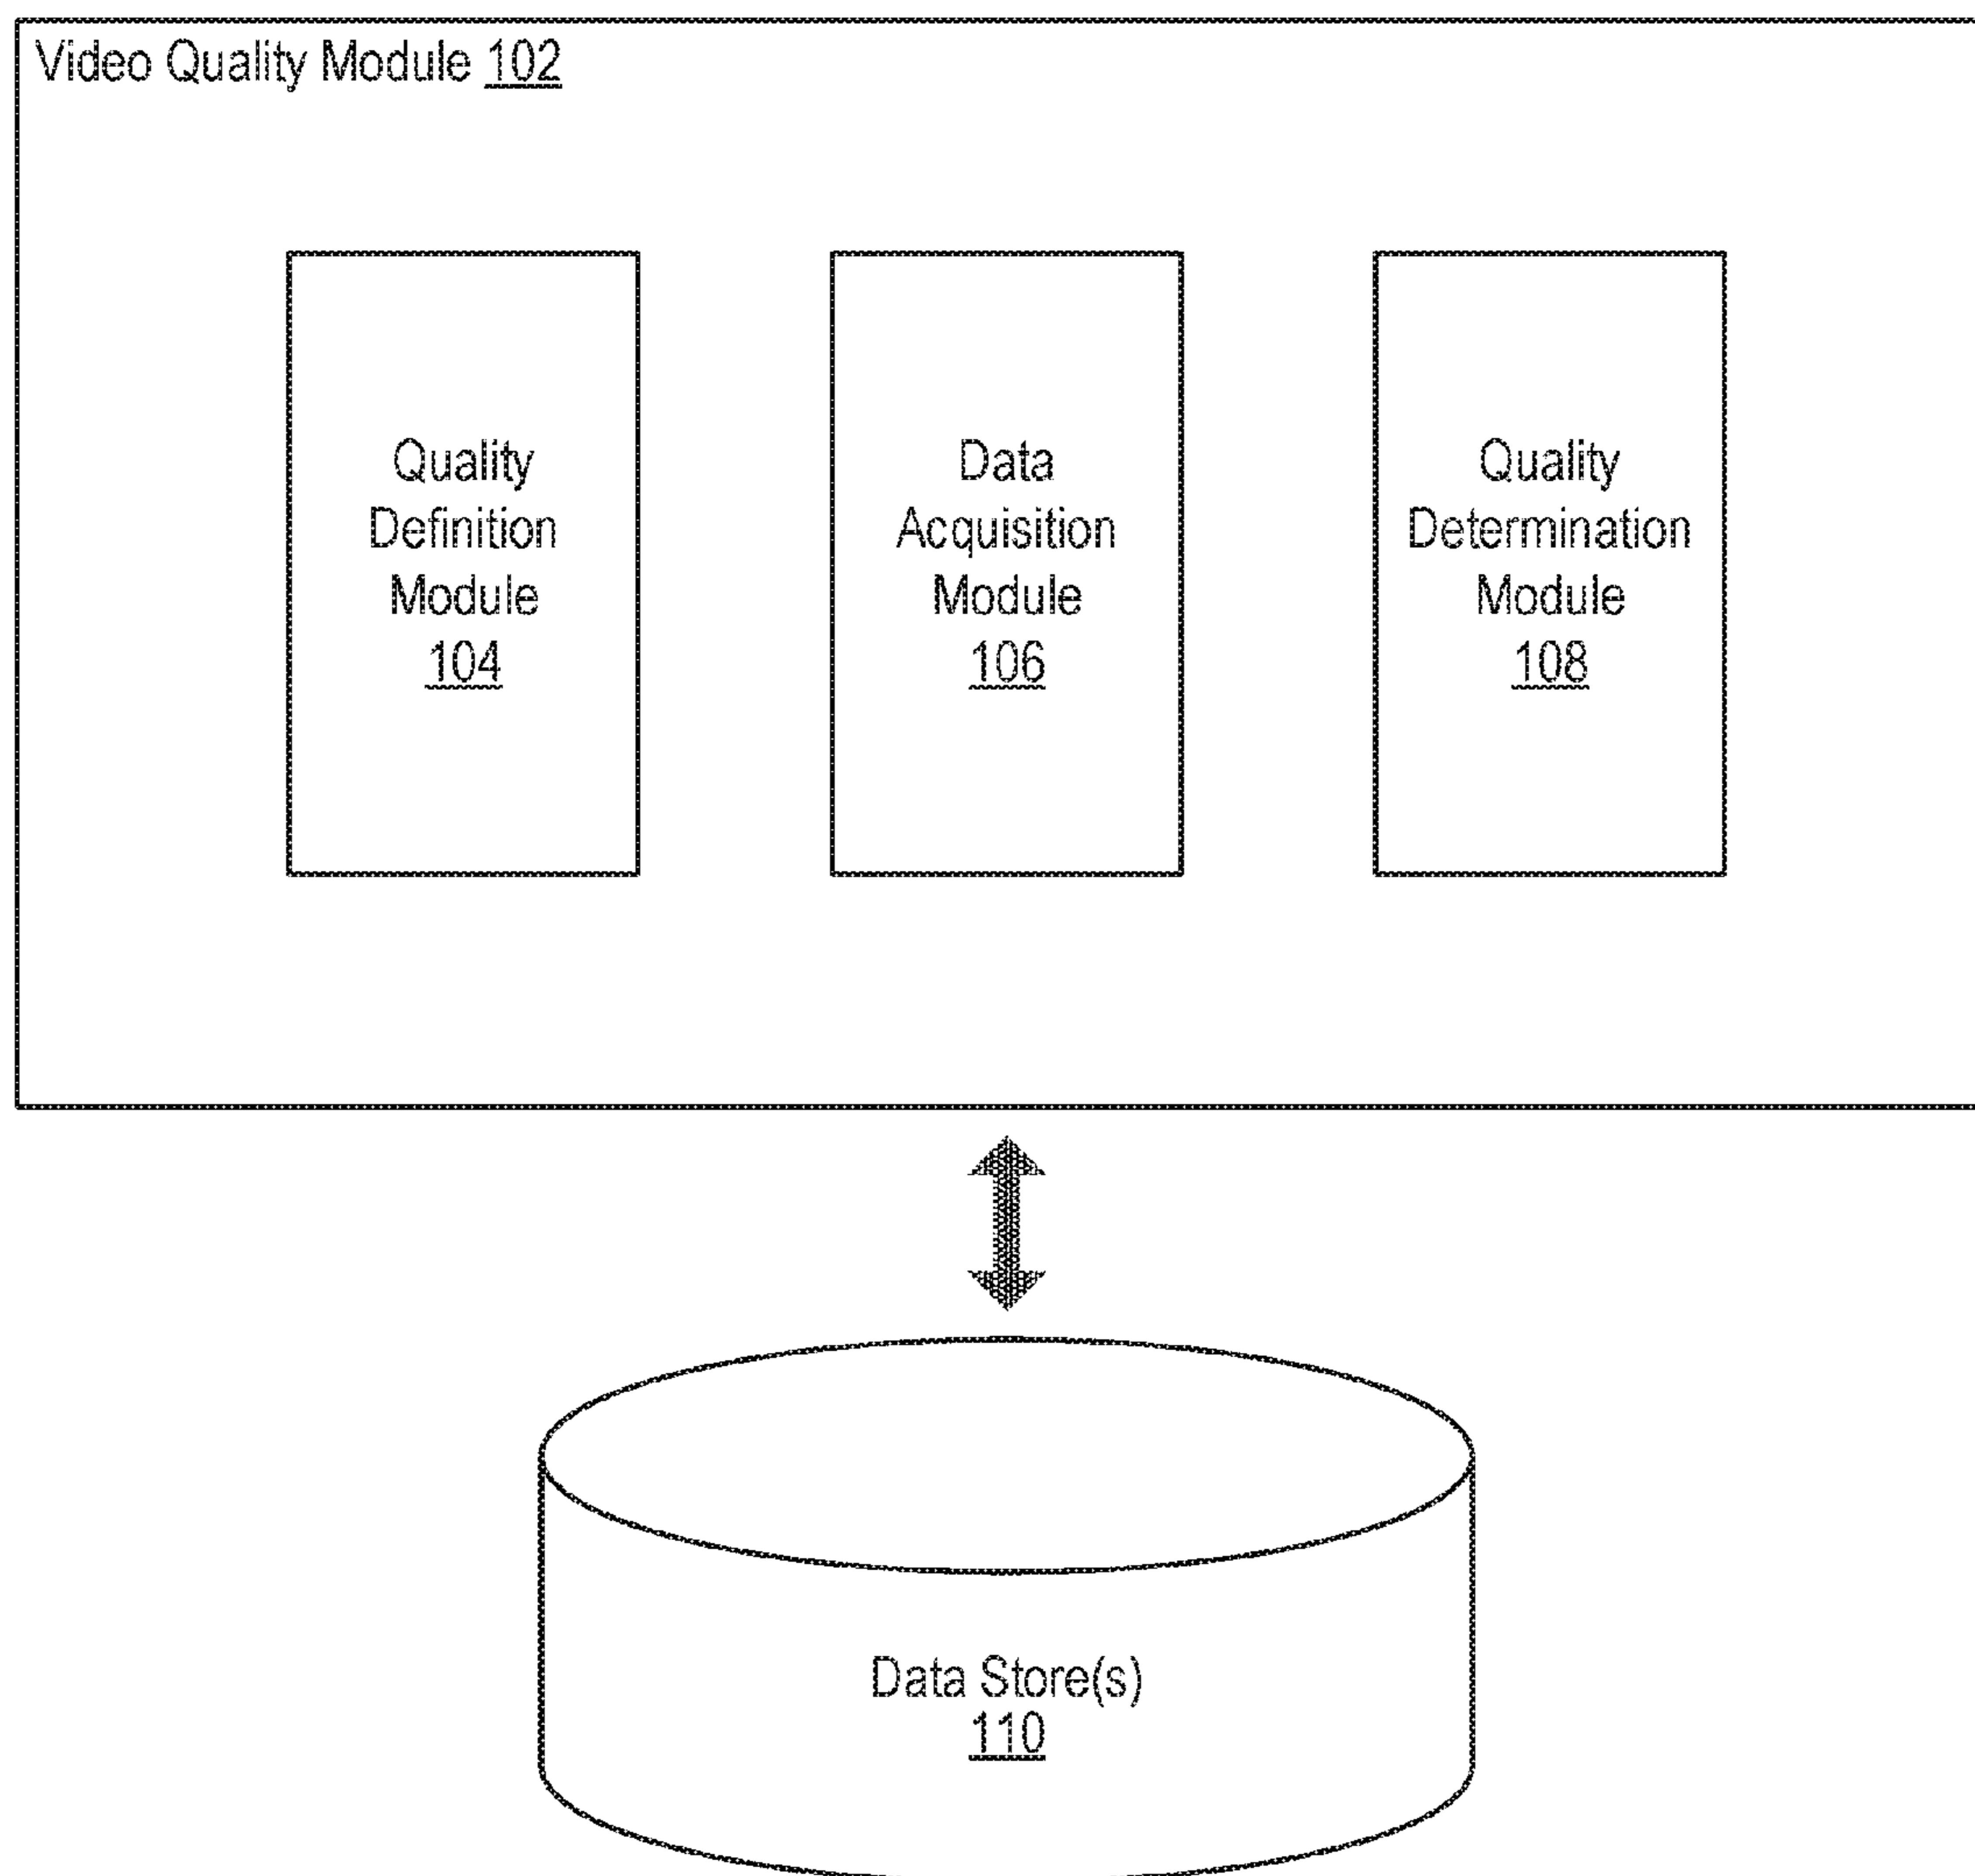 Video Quality Module 102
Quality
Definition
Module
104
Data
Acquisition
Module
106
Quality
Determination
Module
108
Data Store(s)
110